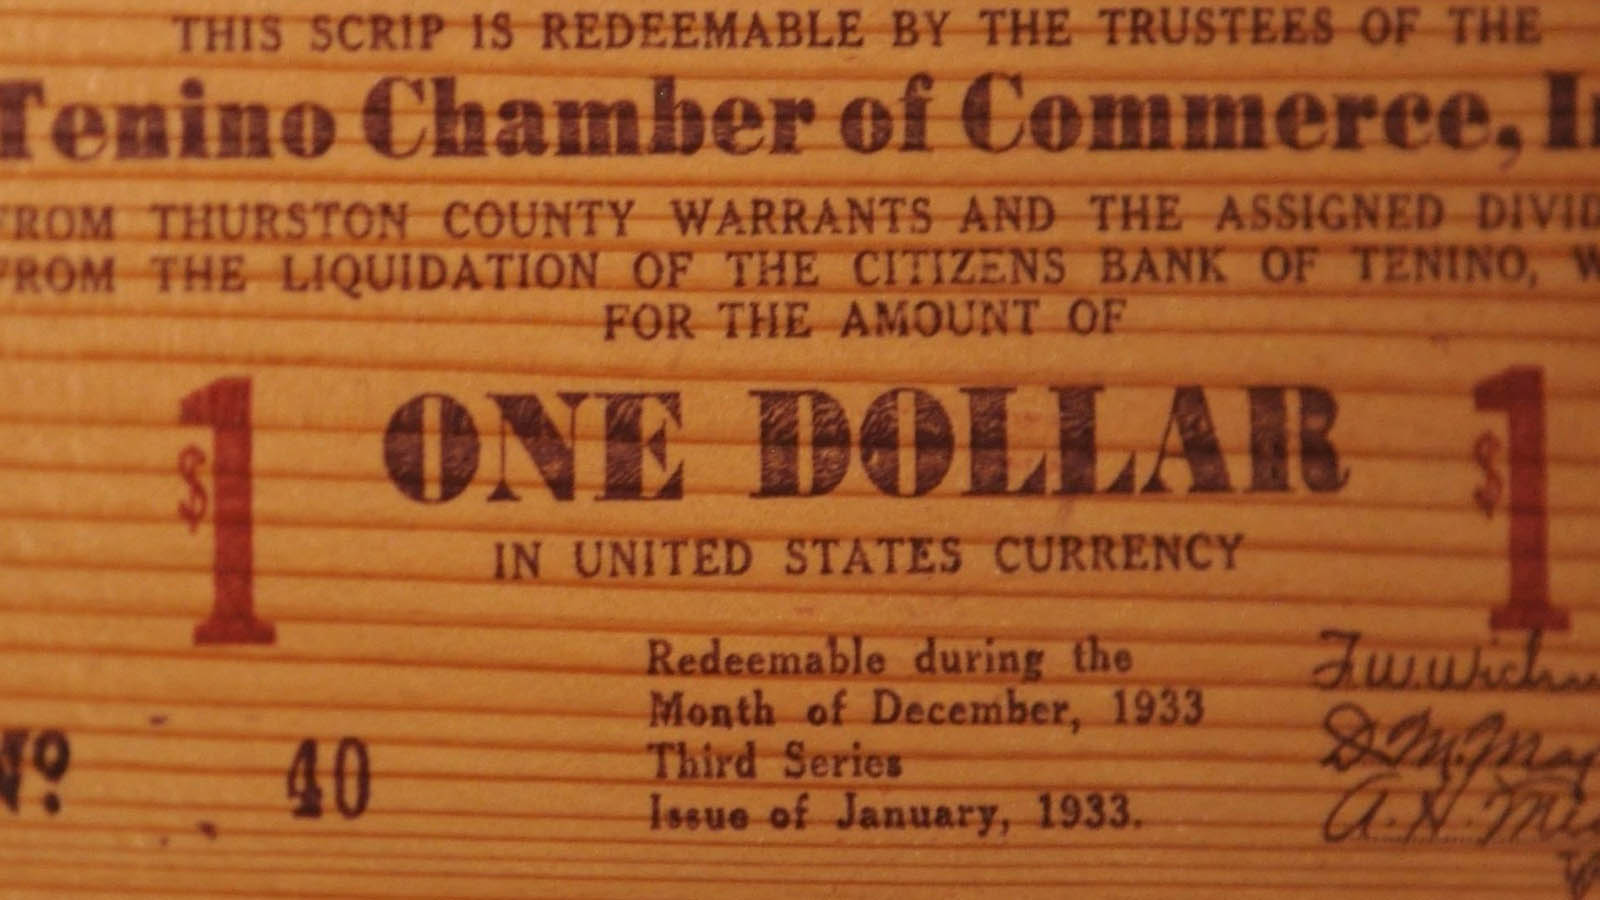 THIS SCRIP IS REDEEMABLE BY THE TRUSTEES OF THE
Tenino Chamber of Commerce,
FROM THURSTON COUNTY WARRANTS AND THE ASSIGNED
FROM THE LIQUIDATION OF THE CITIZENS BANK OF TENINO,
FOR THE AMOUNT OF
$1 ONE DOLLAR $1
IN UNITED STATES CURRENCY
Redeemable during the
Month of December, 1933
Third Series
Issue of January, 1933.
Nº 40
F.W.
D.M.
A.H.